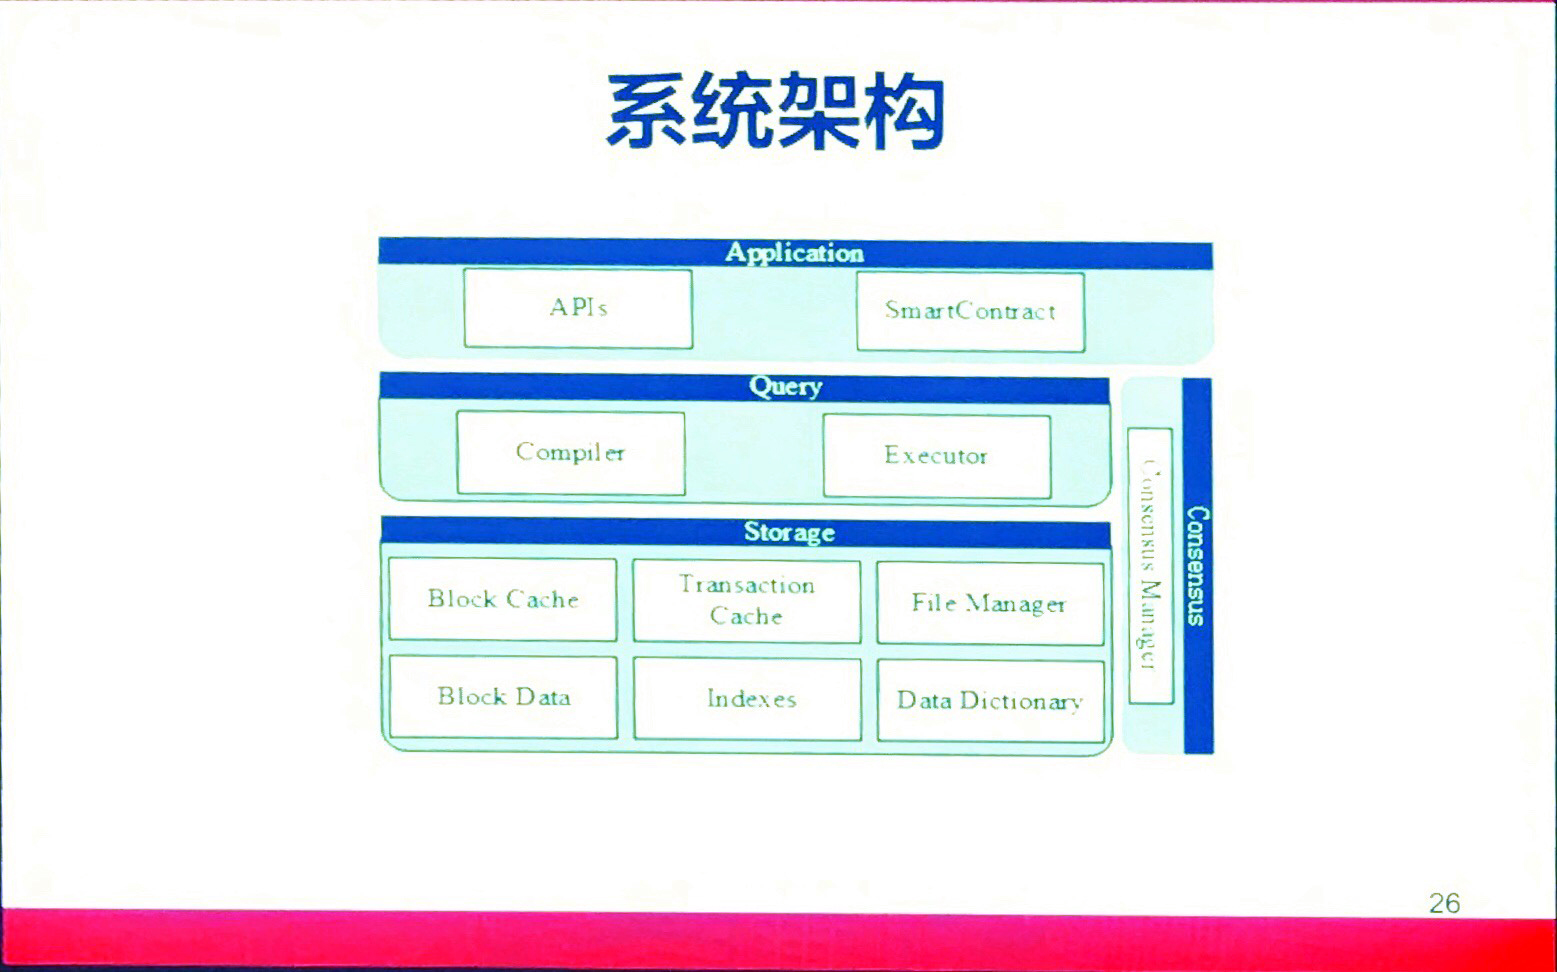 系统架构
Application
APIs
SmartContract
Query
Compiler
Executor
Storage
Block Cache
Transaction
Cache
File Manager
Block Data
Indexes
Data Dictionary
Consensus Manager
Consensus
26